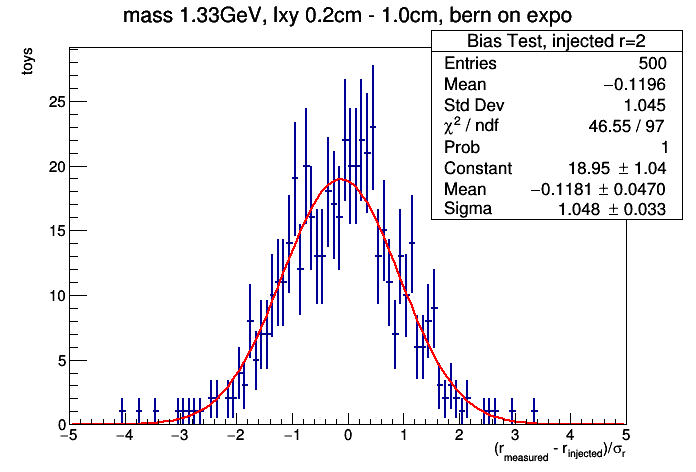 mass 1.33GeV, lxy 0.2cm - 1.0cm, bern on expo
Bias Test, injected r=2
Entries 500
Mean −0.1196
Std Dev 1.045
χ² / ndf 46.55 / 97
Prob 1
Constant 18.95 ± 1.04
Mean −0.1181 ± 0.0470
Sigma 1.048 ± 0.033
toys
25
20
15
10
5
0
−5 −4 −3 −2 −1 0 1 2 3 4 5
(r_measured - r_injected)/σ_r